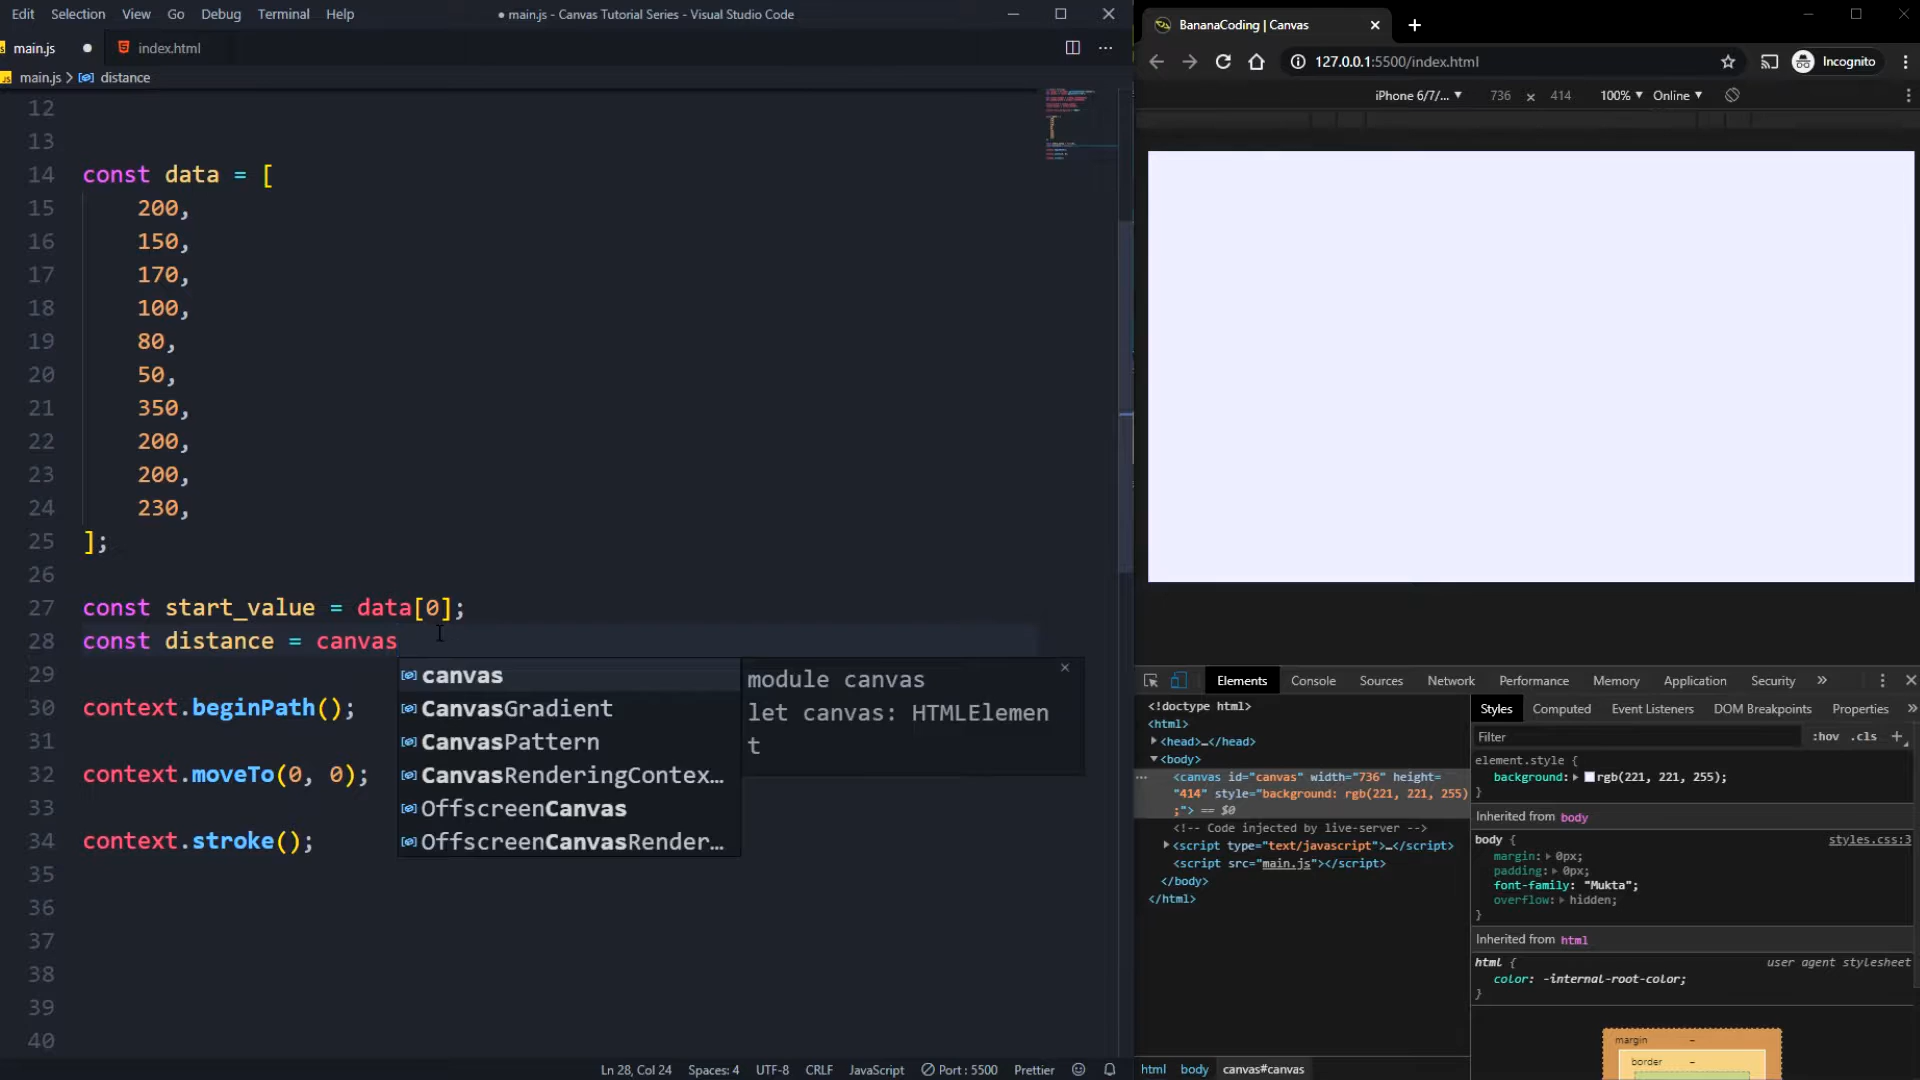 Edit Selection View Go Debug Terminal Help
● main.js - Canvas Tutorial Series - Visual Studio Code
main.js
index.html
main.js > distance
12
13
14 const data = [
15 200,
16 150,
17 170,
18 100,
19 80,
20 50,
21 350,
22 200,
23 200,
24 230,
25 ];
26
27 const start_value = data[0];
28 const distance = canvas
29
30 context.beginPath();
31
32 context.moveTo(0, 0);
33
34 context.stroke();
35
36
37
38
39
40
canvas
CanvasGradient
CanvasPattern
CanvasRenderingContex…
OffscreenCanvas
OffscreenCanvasRender…
module canvas
let canvas: HTMLElemen
t
Ln 28, Col 24 Spaces: 4 UTF-8 CRLF JavaScript Port : 5500 Prettier
BananaCoding | Canvas
127.0.0.1:5500/index.html
Incognito
iPhone 6/7/... 736 x 414 100% Online
Elements Console Sources Network Performance Memory Application Security »
<!doctype html>
<html>
<head>…</head>
<body>
<canvas id="canvas" width="736" height=
"414" style="background: rgb(221, 221, 255)
;"> == $0
<!-- Code injected by live-server -->
<script type="text/javascript">…</script>
<script src="main.js"></script>
</body>
</html>
html body canvas#canvas
Styles Computed Event Listeners DOM Breakpoints Properties »
Filter :hov .cls +
element.style {
background: rgb(221, 221, 255);
}
Inherited from body
body { styles.css:3
margin: 0px;
padding: 0px;
font-family: "Mukta";
overflow: hidden;
}
Inherited from html
html { user agent stylesheet
color: -internal-root-color;
}
margin –
border –